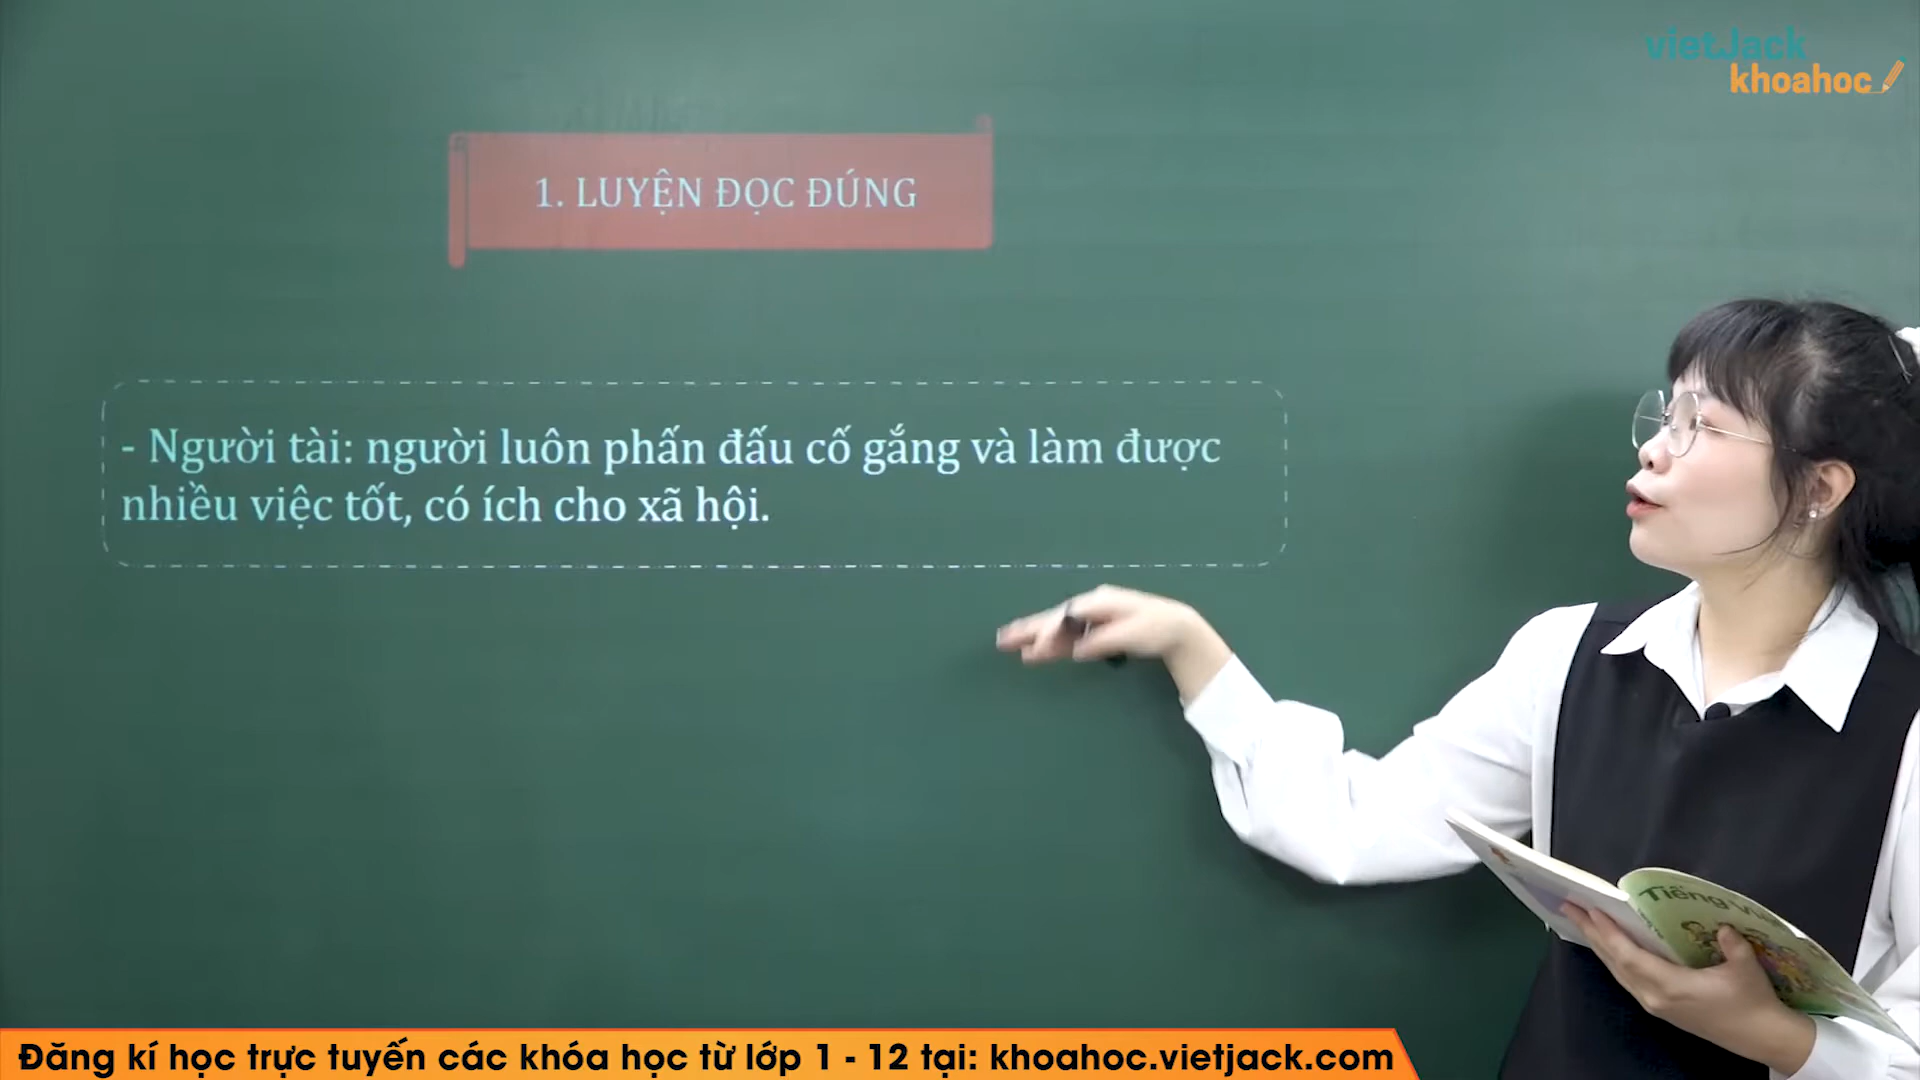 vietJack
khoahoc
1. LUYỆN ĐỌC ĐÚNG
- Người tài: người luôn phấn đấu cố gắng và làm được
nhiều việc tốt, có ích cho xã hội.
Tiếng Việt
Đăng kí học trực tuyến các khóa học từ lớp 1 - 12 tại: khoahoc.vietjack.com